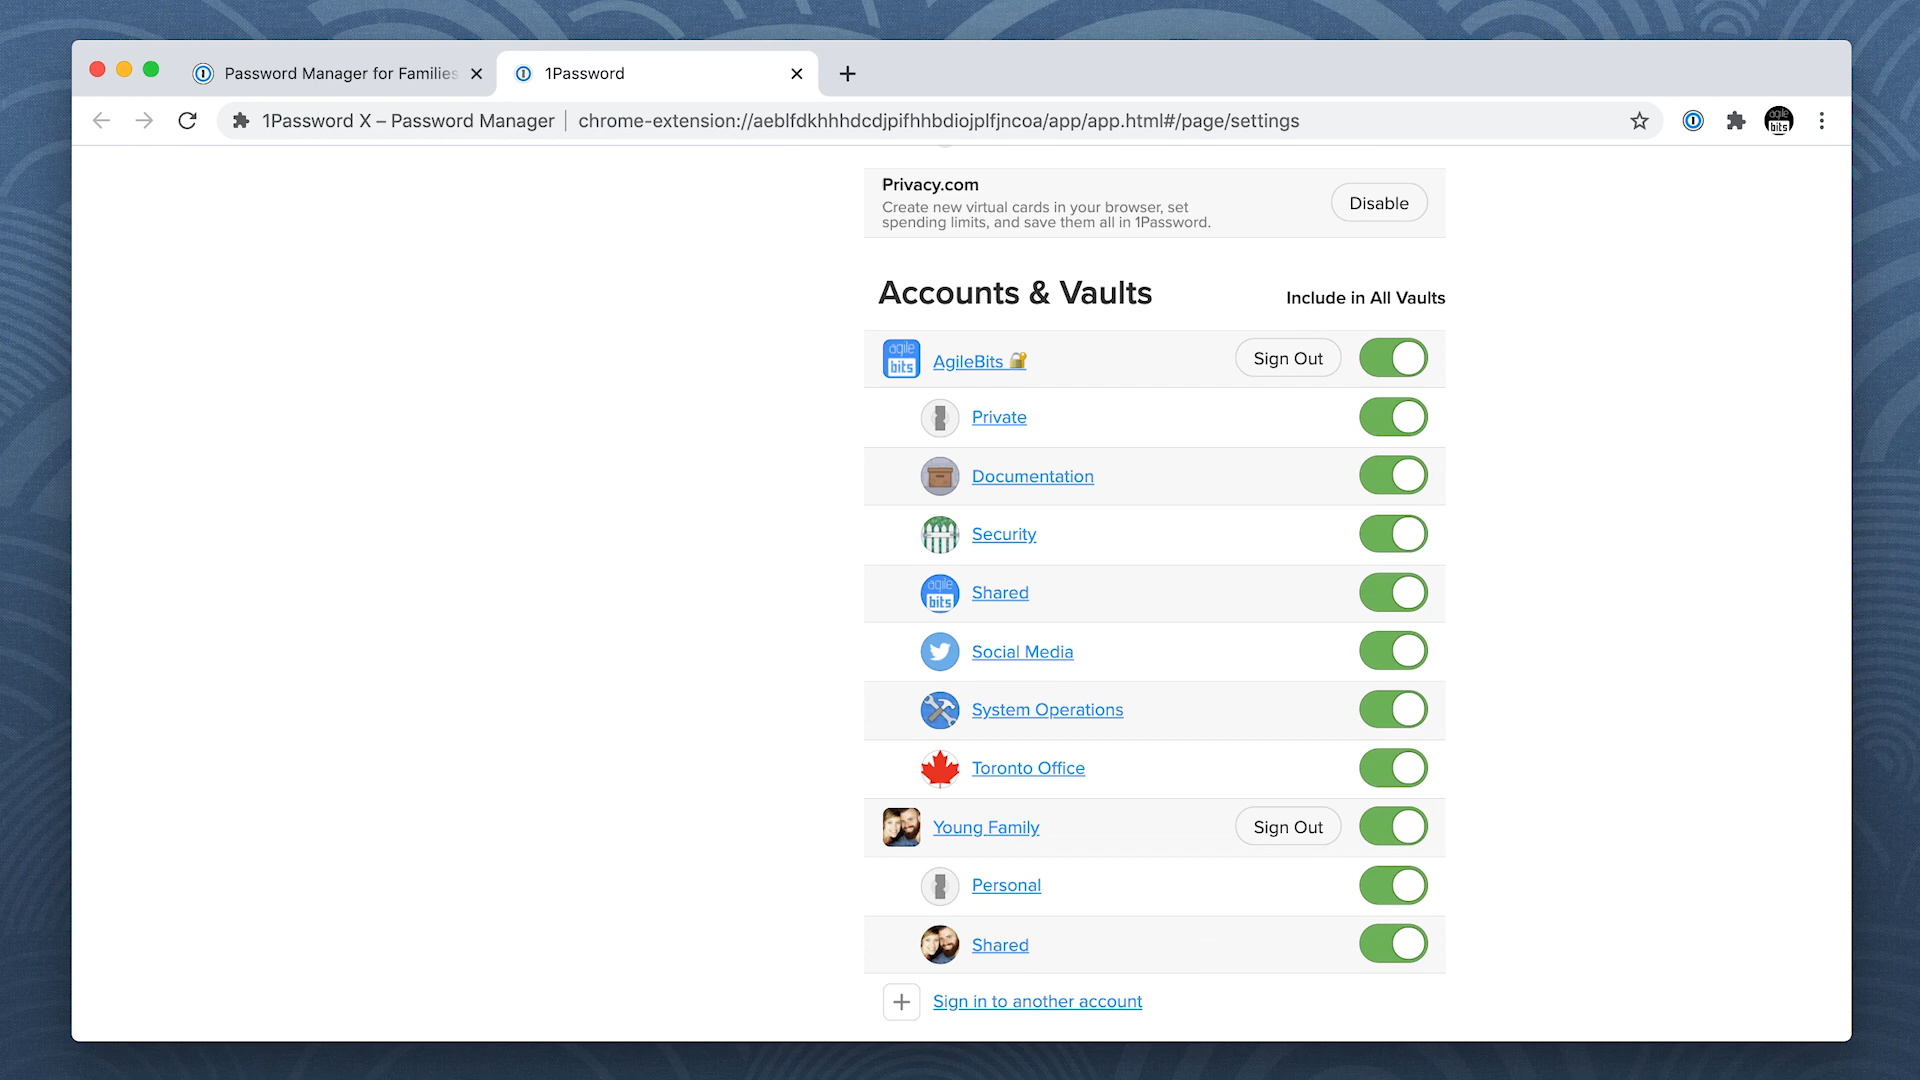 Password Manager for Families
1Password
1Password X – Password Manager
chrome-extension://aeblfdkhhhdcdjpifhhbdiojplfjncoa/app/app.html#/page/settings
agile
bits
Privacy.com
Create new virtual cards in your browser, set
spending limits, and save them all in 1Password.
Disable
Accounts & Vaults
Include in All Vaults
agile
bits
AgileBits 🔐
Sign Out
Private
Documentation
Security
agile
bits
Shared
Social Media
System Operations
Toronto Office
Young Family
Sign Out
Personal
Shared
Sign in to another account